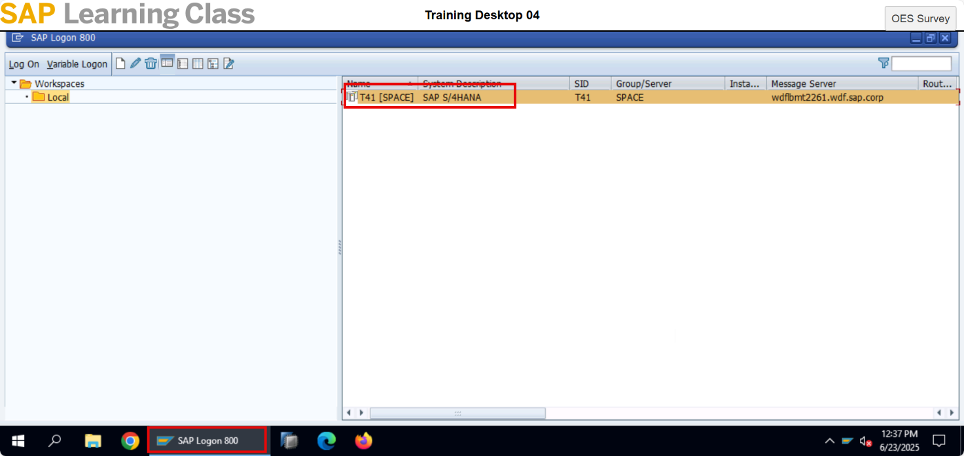 SAP Learning Class
Training Desktop 04
OES Survey
SAP Logon 800
Log On Variable Logon
Workspaces
Local
Name System Description SID Group/Server Insta... Message Server Rout...
T41 [SPACE] SAP S/4HANA T41 SPACE wdflbmt2261.wdf.sap.corp
SAP Logon 800
12:37 PM
6/23/2025